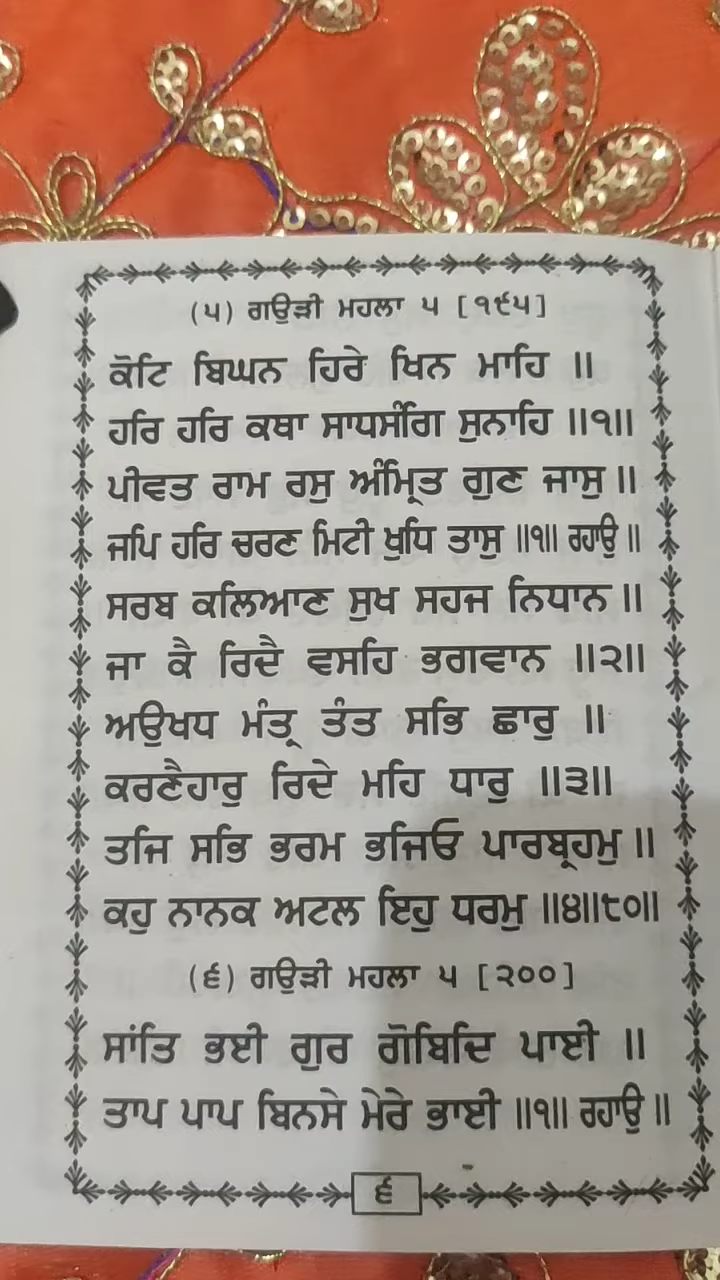 (੫) ਗਉੜੀ ਮਹਲਾ ੫ [੧੯੫]
ਕੋਟਿ ਬਿਘਨ ਹਿਰੇ ਖਿਨ ਮਾਹਿ ॥
ਹਰਿ ਹਰਿ ਕਥਾ ਸਾਧਸੰਗਿ ਸੁਨਾਹਿ ॥੧॥
ਪੀਵਤ ਰਾਮ ਰਸੁ ਅੰਮ੍ਰਿਤ ਗੁਣ ਜਾਸੁ ॥
ਜਪਿ ਹਰਿ ਚਰਣ ਮਿਟੀ ਖੁਧਿ ਤਾਸੁ ॥੧॥ ਰਹਾਉ ॥
ਸਰਬ ਕਲਿਆਣ ਸੁਖ ਸਹਜ ਨਿਧਾਨ ॥
ਜਾ ਕੈ ਰਿਦੈ ਵਸਹਿ ਭਗਵਾਨ ॥੨॥
ਅਉਖਧ ਮੰਤ੍ਰ ਤੰਤ ਸਭਿ ਛਾਰੁ ॥
ਕਰਣੈਹਾਰੁ ਰਿਦੇ ਮਹਿ ਧਾਰੁ ॥੩॥
ਤਜਿ ਸਭਿ ਭਰਮ ਭਜਿਓ ਪਾਰਬ੍ਰਹਮੁ ॥
ਕਹੁ ਨਾਨਕ ਅਟਲ ਇਹੁ ਧਰਮੁ ॥੪॥੮੦॥
(੬) ਗਉੜੀ ਮਹਲਾ ੫ [੨੦੦]
ਸਾਂਤਿ ਭਈ ਗੁਰ ਗੋਬਿਦਿ ਪਾਈ ॥
ਤਾਪ ਪਾਪ ਬਿਨਸੇ ਮੇਰੇ ਭਾਈ ॥੧॥ ਰਹਾਉ ॥
੬